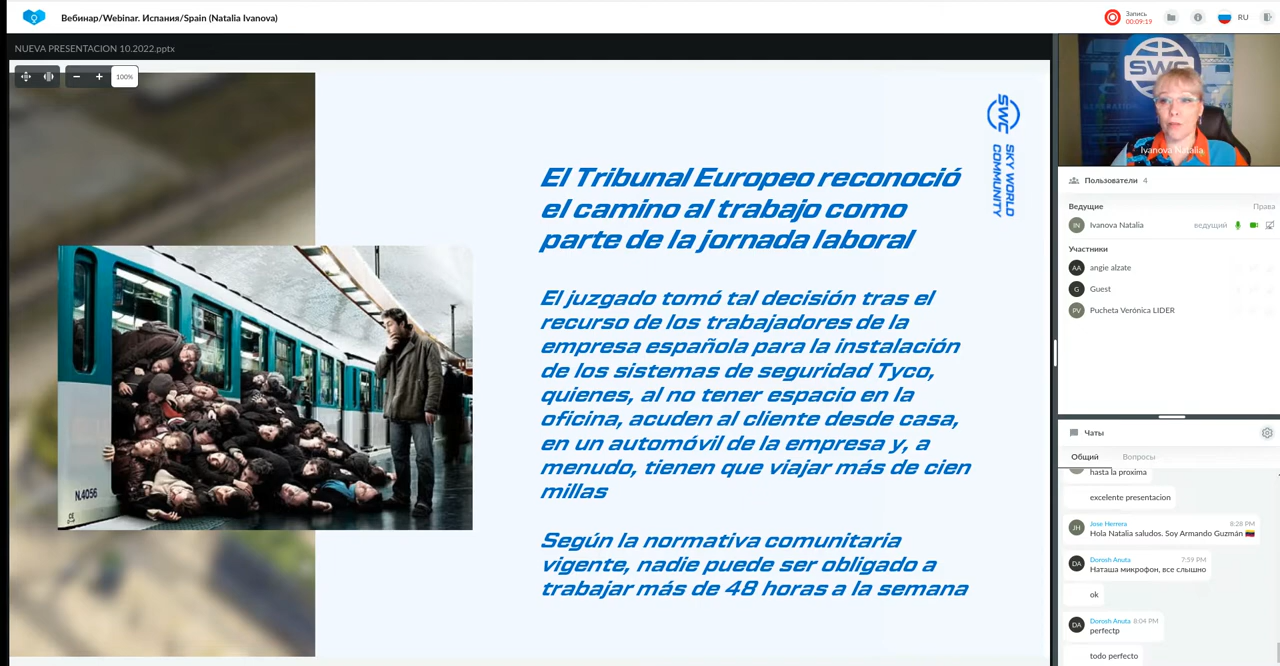 Вебинар/Webinar. Испания/Spain (Natalia Ivanova)
Запись
00:09:19
RU
NUEVA PRESENTACION 10.2022.pptx
100%
SWC
SKY WORLD
COMMUNITY
El Tribunal Europeo reconoció
el camino al trabajo como
parte de la jornada laboral
El juzgado tomó tal decisión tras el
recurso de los trabajadores de la
empresa española para la instalación
de los sistemas de seguridad Tyco,
quienes, al no tener espacio en la
oficina, acuden al cliente desde casa,
en un automóvil de la empresa y, a
menudo, tienen que viajar más de cien
millas
Según la normativa comunitaria
vigente, nadie puede ser obligado a
trabajar más de 48 horas a la semana
N.4056
SWC
Ivanova Natalia
Пользователи 4
Ведущие Права
IN Ivanova Natalia ведущий
Участники
AA angie alzate
G Guest
PV Pucheta Verónica LIDER
Чаты
Общий Вопросы
hasta la proxima
excelente presentacion
JH Jose Herrera 8:28 PM
Hola Natalia saludos. Soy Armando Guzmán 🇻🇪
DA Dorosh Anuta 7:59 PM
Наташа микрофон, все слышно
ok
DA Dorosh Anuta 8:04 PM
perfectp
todo perfecto